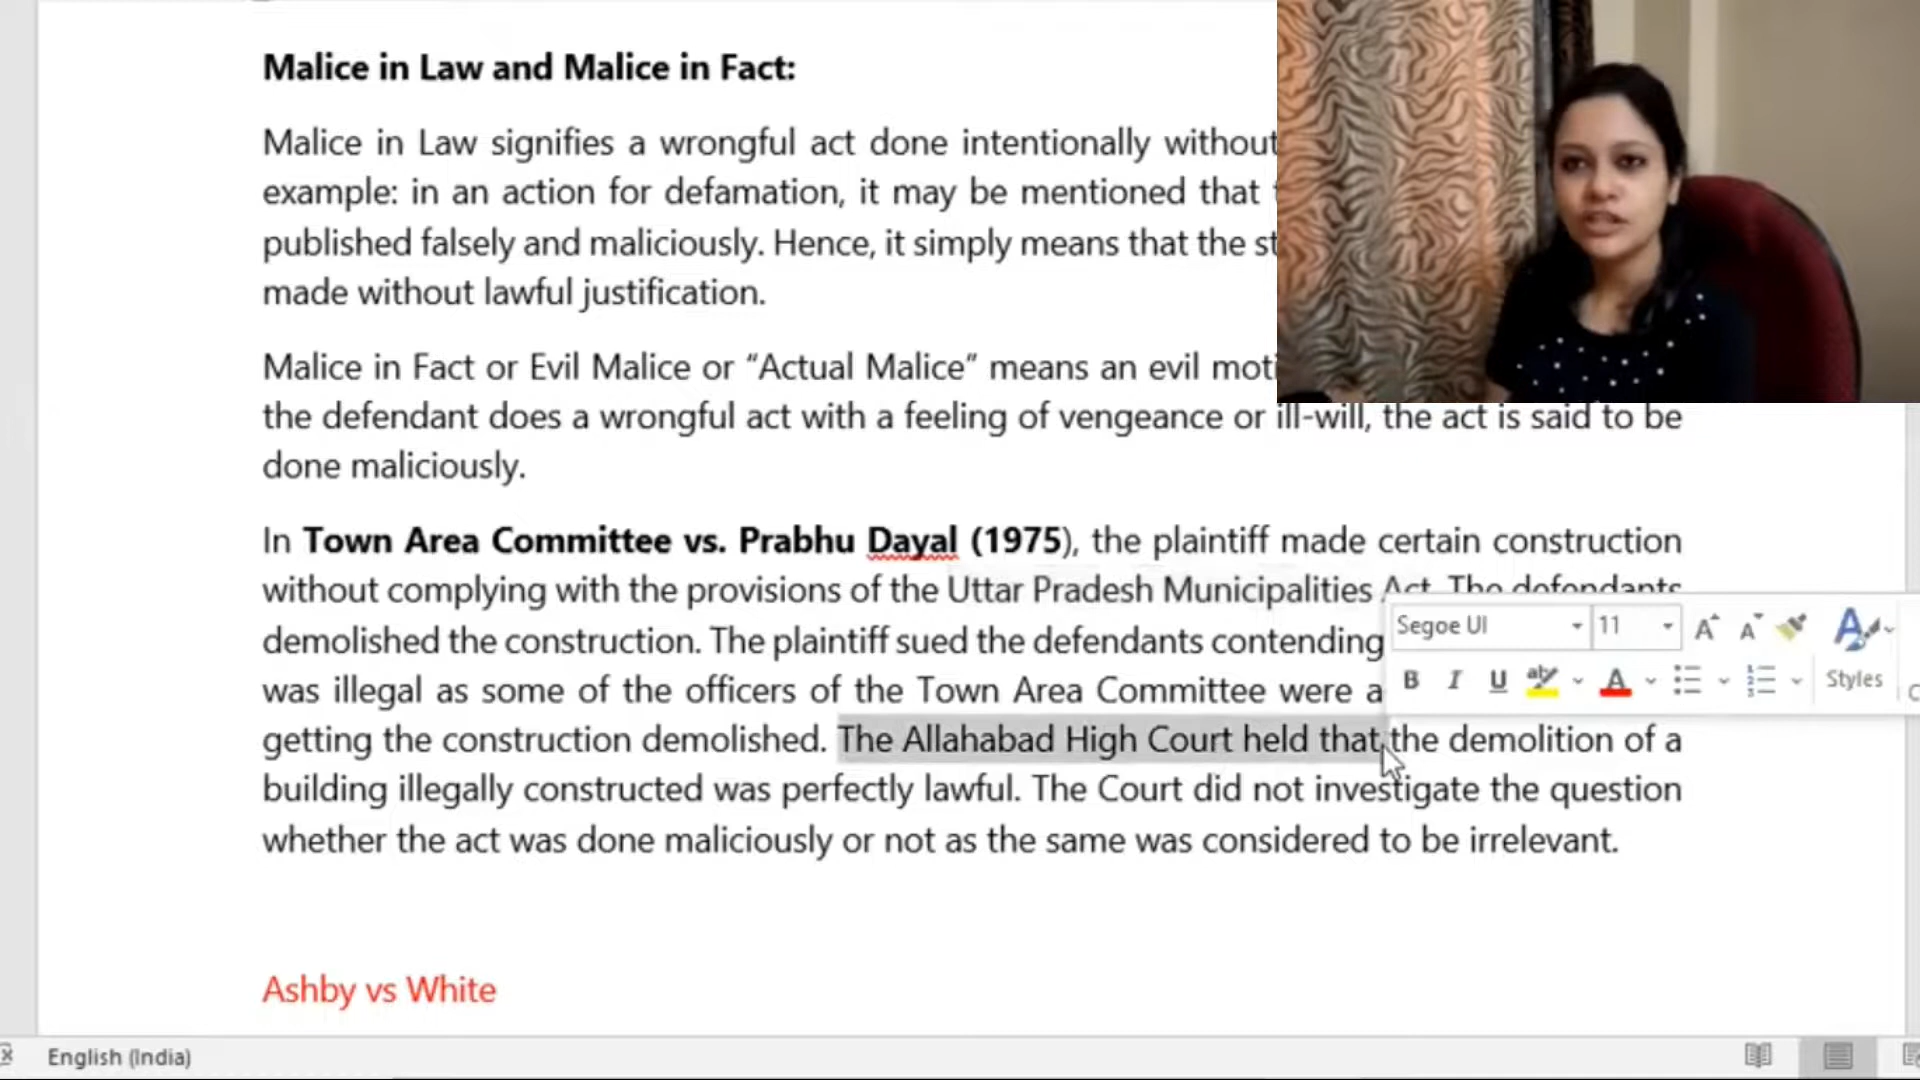 Malice in Law and Malice in Fact:
Malice in Law signifies a wrongful act done intentionally without
example: in an action for defamation, it may be mentioned that
published falsely and maliciously. Hence, it simply means that the
made without lawful justification.
Malice in Fact or Evil Malice or “Actual Malice” means an evil
the defendant does a wrongful act with a feeling of vengeance or ill-will, the act is said to be
done maliciously.
In Town Area Committee vs. Prabhu Dayal (1975), the plaintiff made certain construction
without complying with the provisions of the Uttar Pradesh Municipalities Act. The defendants
demolished the construction. The plaintiff sued the defendants contending
was illegal as some of the officers of the Town Area Committee were
getting the construction demolished. The Allahabad High Court held that the demolition of a
building illegally constructed was perfectly lawful. The Court did not investigate the question
whether the act was done maliciously or not as the same was considered to be irrelevant.
Ashby vs White
Segoe UI 11
B I U aby A Styles
English (India)